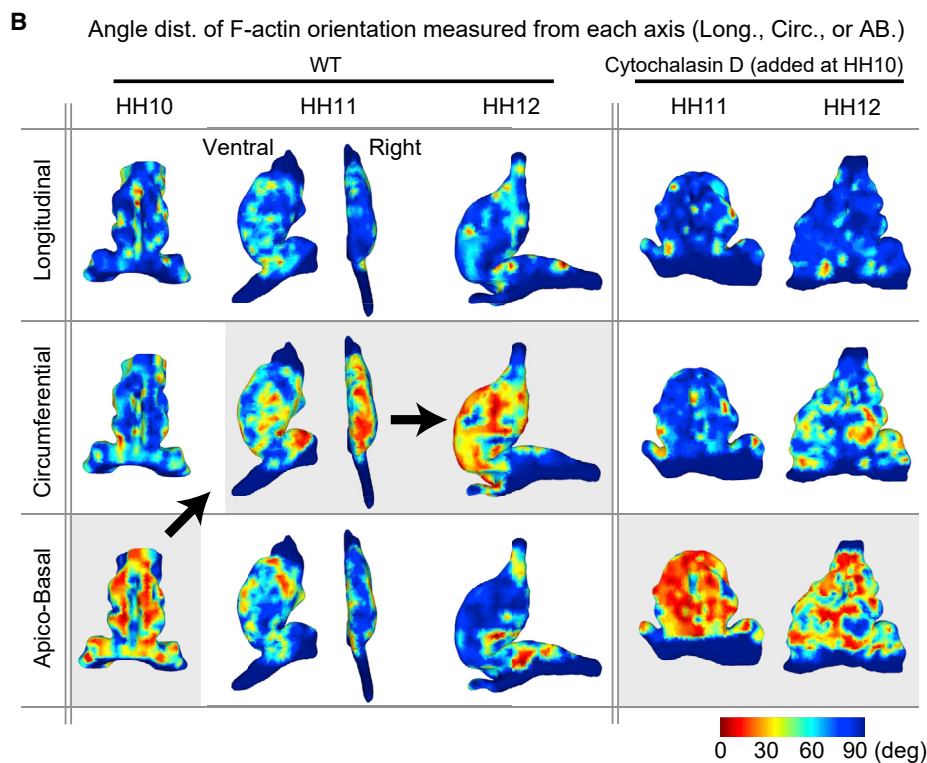 B
Angle dist. of F-actin orientation measured from each axis (Long., Circ., or AB.)
WT
Cytochalasin D (added at HH10)
HH10
HH11
HH12
HH11
HH12
Longitudinal
Ventral
Right
Circumferential
Apico-Basal
0 30 60 90 (deg)